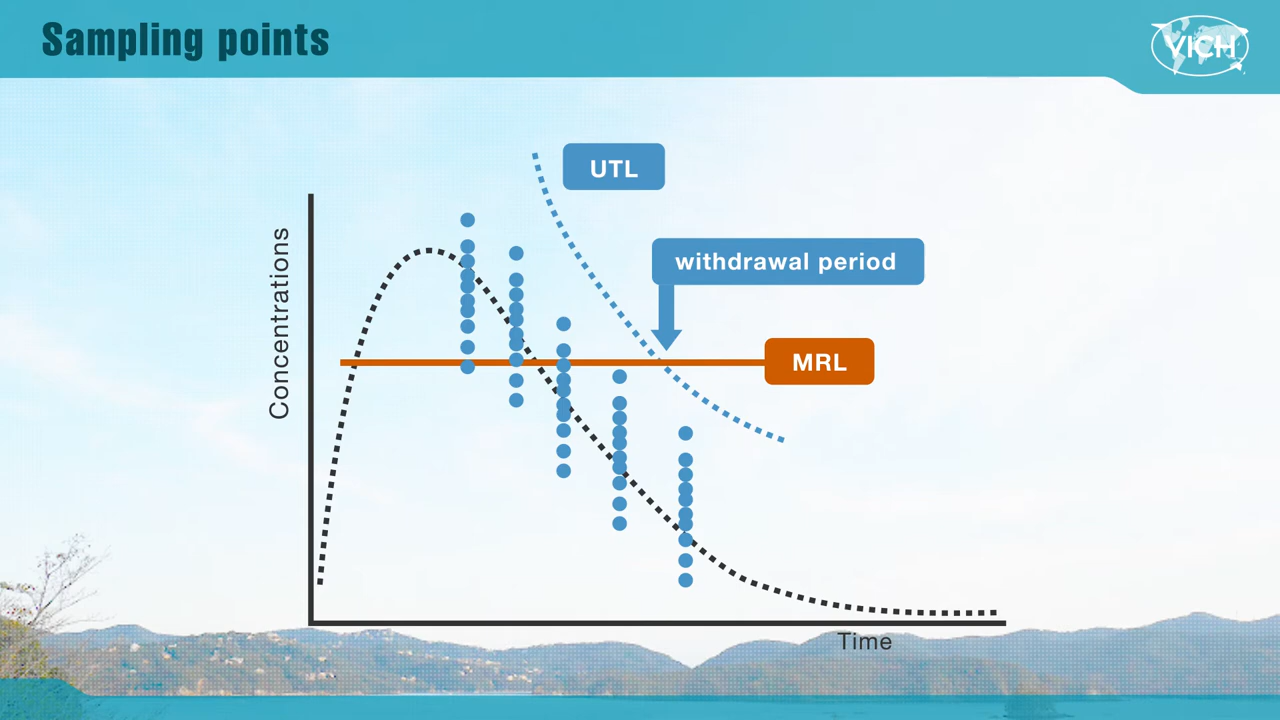 Sampling points
VICH
UTL
withdrawal period
MRL
Concentrations
Time